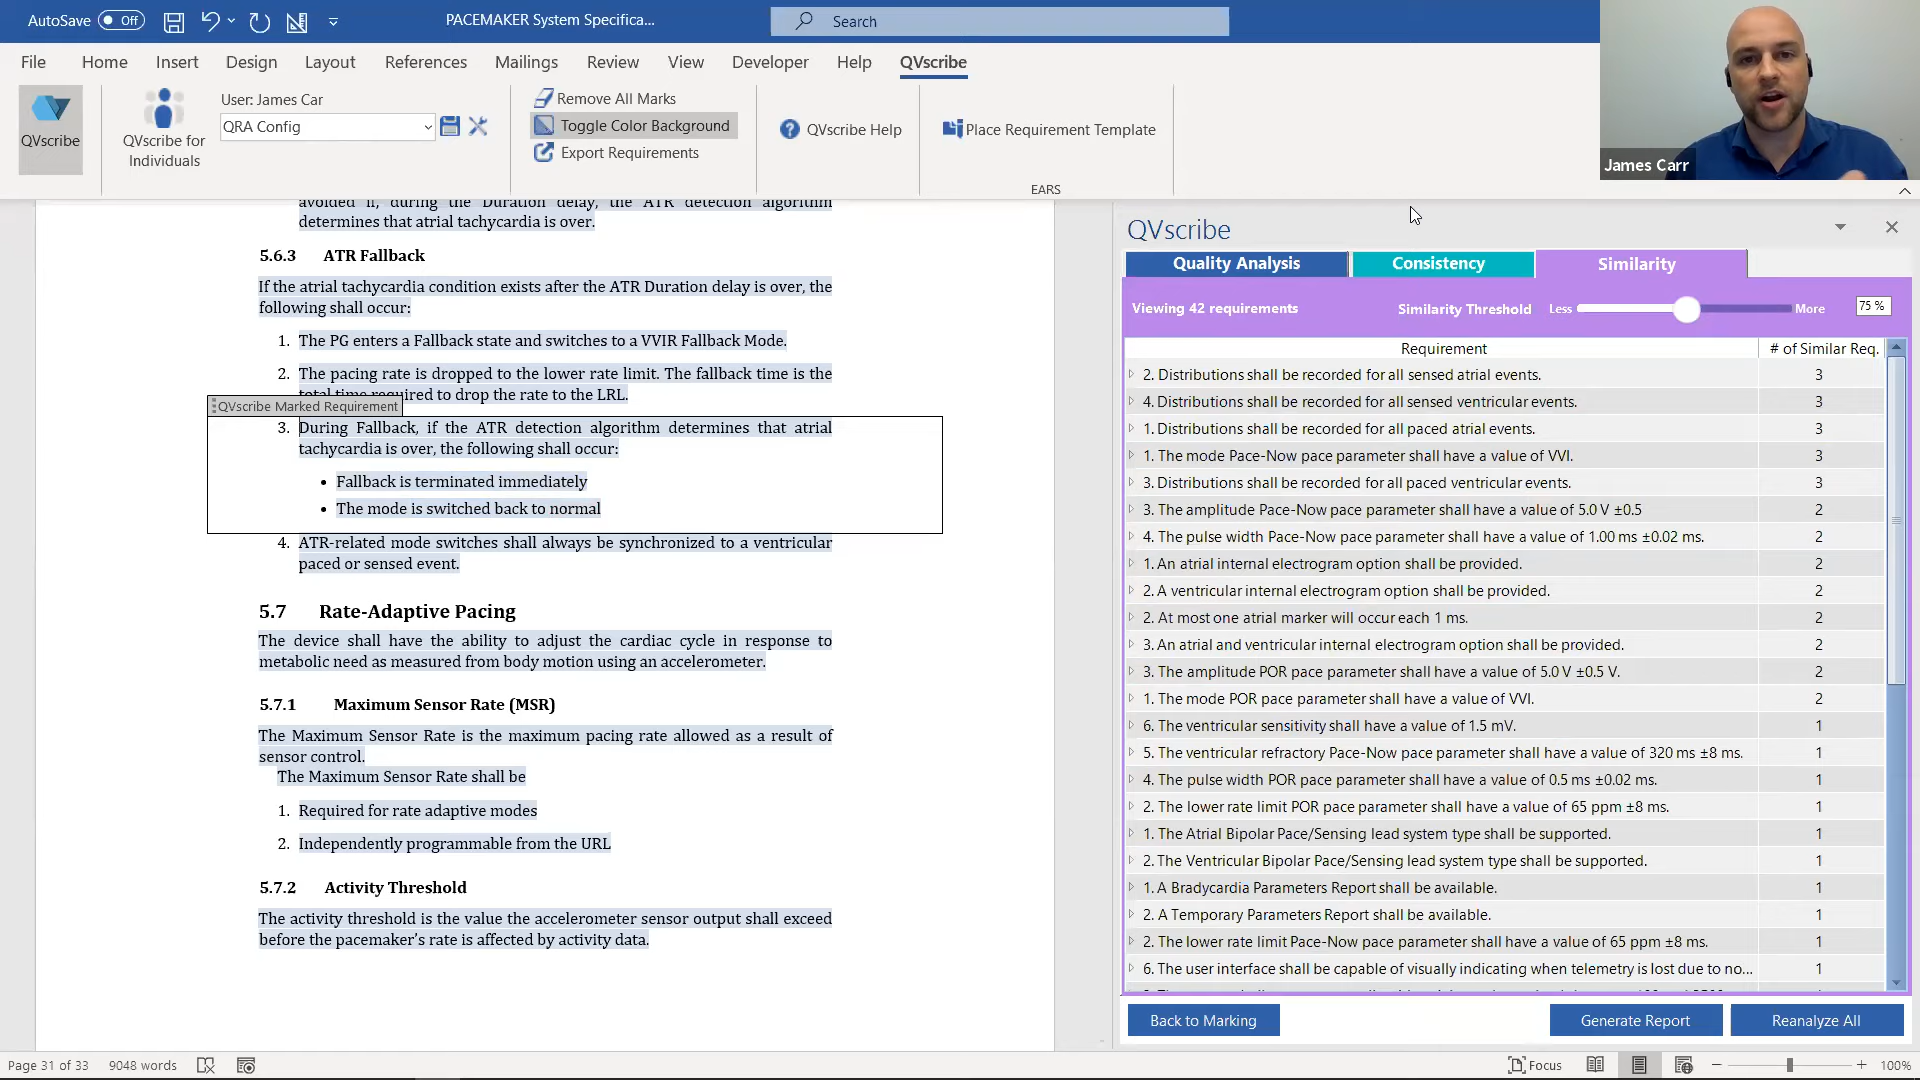 AutoSave Off
PACEMAKER System Specifica...
Search
File Home Insert Design Layout References Mailings Review View Developer Help QVscribe
QVscribe
QVscribe for
Individuals
User: James Car
QRA Config
Remove All Marks
Toggle Color Background
Export Requirements
QVscribe Help
Place Requirement Template
EARS
James Carr
avoided if, during the Duration delay, the ATR detection algorithm
determines that atrial tachycardia is over.
5.6.3 ATR Fallback
If the atrial tachycardia condition exists after the ATR Duration delay is over, the
following shall occur:
1. The PG enters a Fallback state and switches to a VVIR Fallback Mode.
2. The pacing rate is dropped to the lower rate limit. The fallback time is the
total time required to drop the rate to the LRL.
QVscribe Marked Requirement
3. During Fallback, if the ATR detection algorithm determines that atrial
tachycardia is over, the following shall occur:
• Fallback is terminated immediately
• The mode is switched back to normal
4. ATR-related mode switches shall always be synchronized to a ventricular
paced or sensed event.
5.7 Rate-Adaptive Pacing
The device shall have the ability to adjust the cardiac cycle in response to
metabolic need as measured from body motion using an accelerometer.
5.7.1 Maximum Sensor Rate (MSR)
The Maximum Sensor Rate is the maximum pacing rate allowed as a result of
sensor control.
The Maximum Sensor Rate shall be
1. Required for rate adaptive modes
2. Independently programmable from the URL
5.7.2 Activity Threshold
The activity threshold is the value the accelerometer sensor output shall exceed
before the pacemaker's rate is affected by activity data.
QVscribe
Quality Analysis Consistency Similarity
Viewing 42 requirements Similarity Threshold Less More 75 %
Requirement # of Similar Req.
2. Distributions shall be recorded for all sensed atrial events. 3
4. Distributions shall be recorded for all sensed ventricular events. 3
1. Distributions shall be recorded for all paced atrial events. 3
1. The mode Pace-Now pace parameter shall have a value of VVI. 3
3. Distributions shall be recorded for all paced ventricular events. 3
3. The amplitude Pace-Now pace parameter shall have a value of 5.0 V ±0.5 2
4. The pulse width Pace-Now pace parameter shall have a value of 1.00 ms ±0.02 ms. 2
1. An atrial internal electrogram option shall be provided. 2
2. A ventricular internal electrogram option shall be provided. 2
2. At most one atrial marker will occur each 1 ms. 2
3. An atrial and ventricular internal electrogram option shall be provided. 2
3. The amplitude POR pace parameter shall have a value of 5.0 V ±0.5 V. 2
1. The mode POR pace parameter shall have a value of VVI. 2
6. The ventricular sensitivity shall have a value of 1.5 mV. 1
5. The ventricular refractory Pace-Now pace parameter shall have a value of 320 ms ±8 ms. 1
4. The pulse width POR pace parameter shall have a value of 0.5 ms ±0.02 ms. 1
2. The lower rate limit POR pace parameter shall have a value of 65 ppm ±8 ms. 1
1. The Atrial Bipolar Pace/Sensing lead system type shall be supported. 1
2. The Ventricular Bipolar Pace/Sensing lead system type shall be supported. 1
1. A Bradycardia Parameters Report shall be available. 1
2. A Temporary Parameters Report shall be available. 1
2. The lower rate limit Pace-Now pace parameter shall have a value of 65 ppm ±8 ms. 1
6. The user interface shall be capable of visually indicating when telemetry is lost due to no... 1
Back to Marking Generate Report Reanalyze All
Page 31 of 33 9048 words Focus 100%